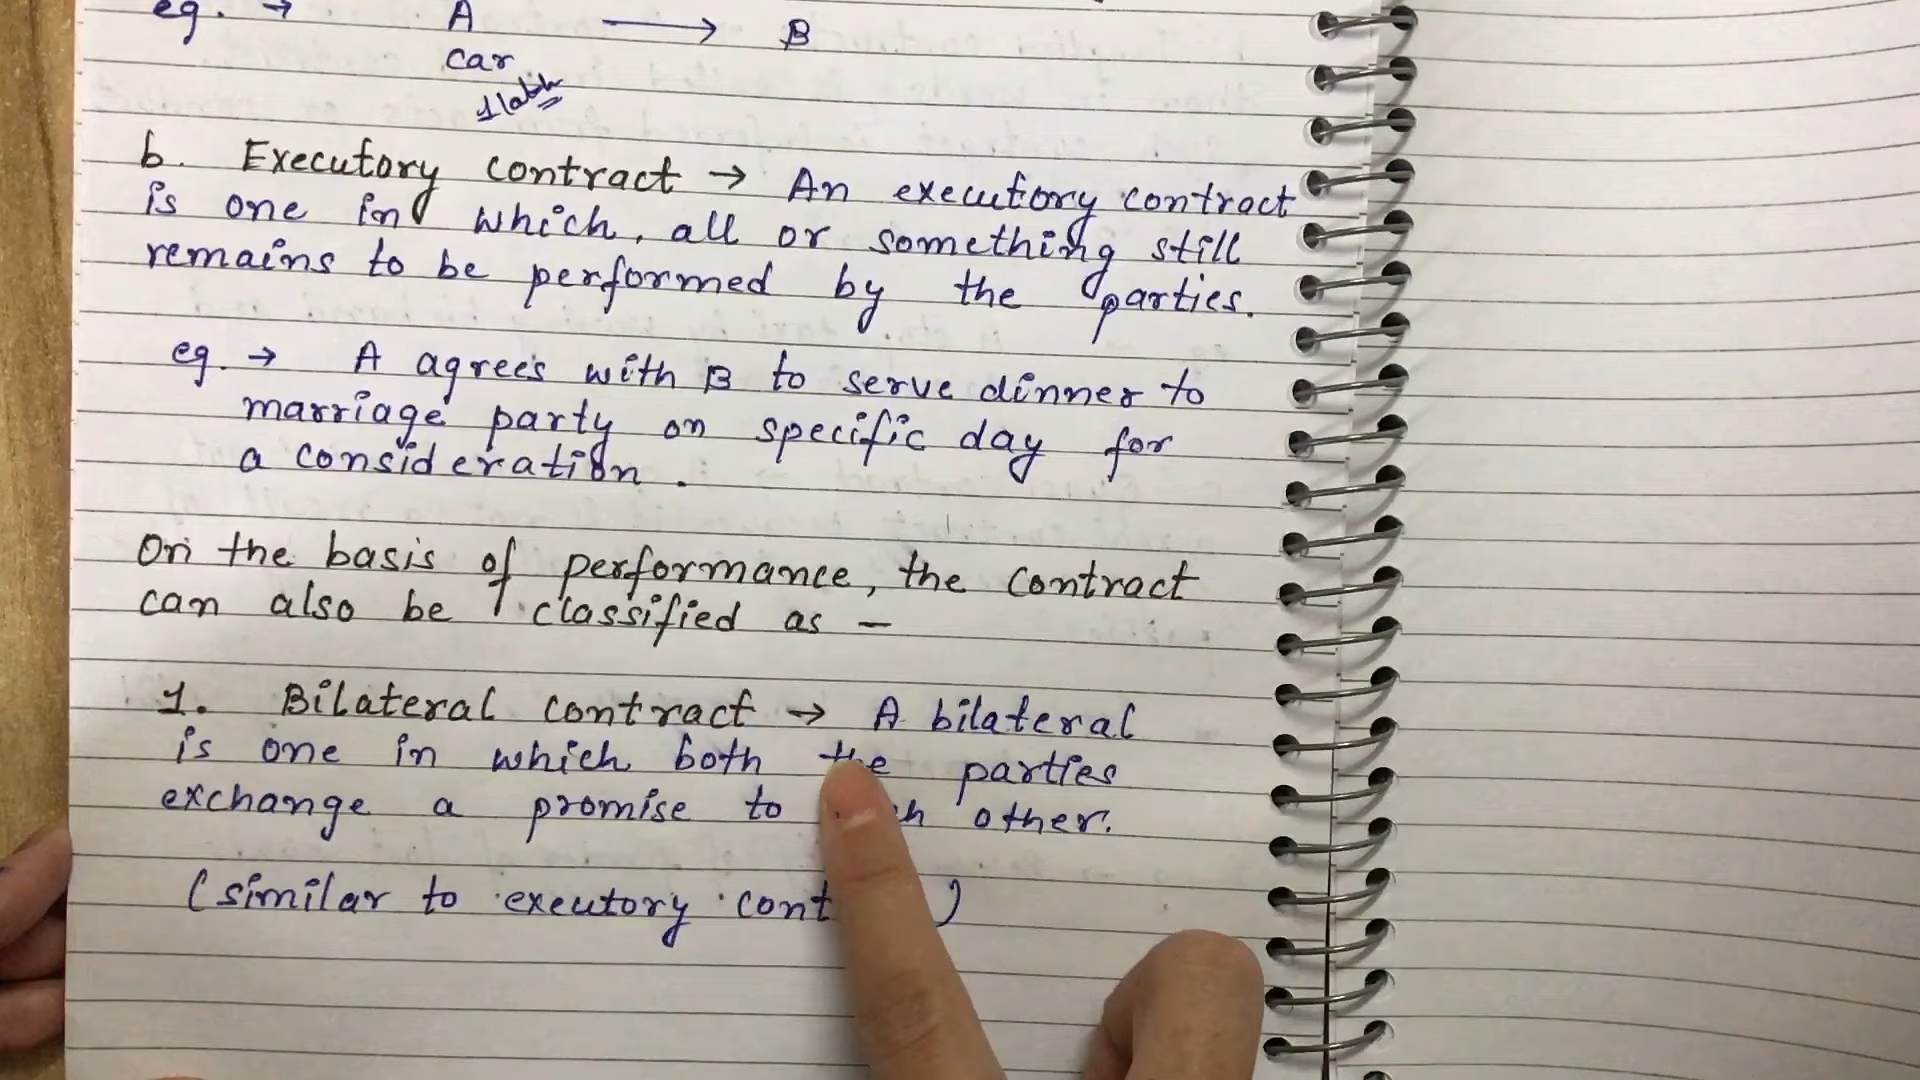 eg. → A → B
car
1 lakh
b. Executory contract → An executory contract
is one in which, all or something still
remains to be performed by the parties.
eg. → A agrees with B to serve dinner to
marriage party on specific day for
a consideration.
On the basis of performance, the contract
can also be classified as –
1. Bilateral contract → A bilateral
is one in which both the parties
exchange a promise to other.
(similar to executory )